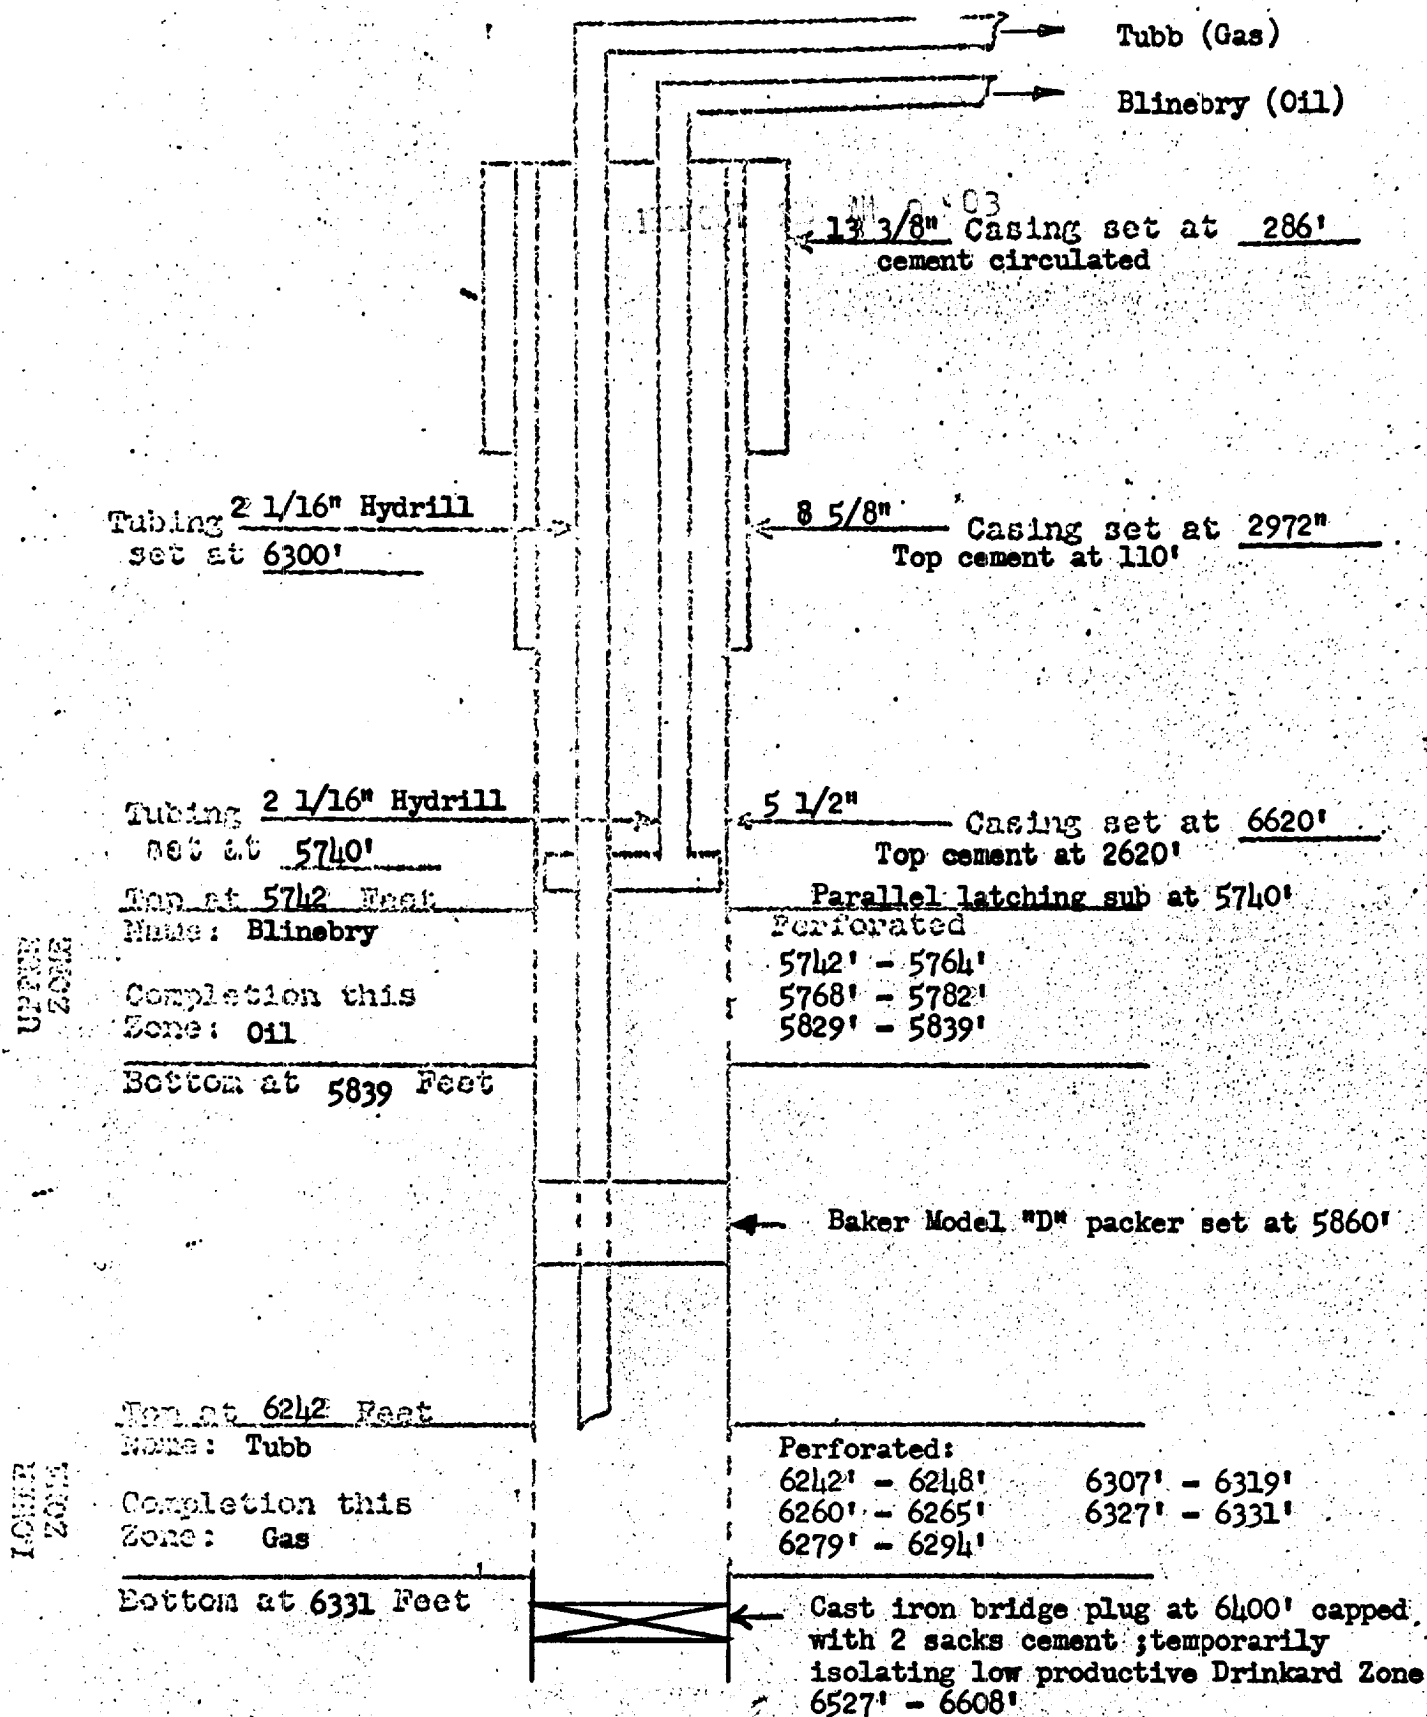 Tubb (Gas)
Blinebry (Oil)
13 3/8" Casing set at 286'
cement circulated
Tubing 2 1/16" Hydrill
set at 6300'
8 5/8" Casing set at 2972"
Top cement at 110'
Tubing 2 1/16" Hydrill
set at 5740'
5 1/2" Casing set at 6620'
Top cement at 2620'
Parallel latching sub at 5740'
UPPER
ZONE
Top at 5742 Feet
Name: Blinebry
Completion this
Zone: Oil
Bottom at 5839 Feet
Perforated
5742' - 5764'
5768' - 5782'
5829' - 5839'
Baker Model "D" packer set at 5860'
LOWER
ZONE
Top at 6242 Feet
Name: Tubb
Completion this
Zone: Gas
Bottom at 6331 Feet
Perforated:
6242' - 6248' 6307' - 6319'
6260' - 6265' 6327' - 6331'
6279' - 6294'
Cast iron bridge plug at 6400' capped
with 2 sacks cement ;temporarily
isolating low productive Drinkard Zone
6527' - 6608'